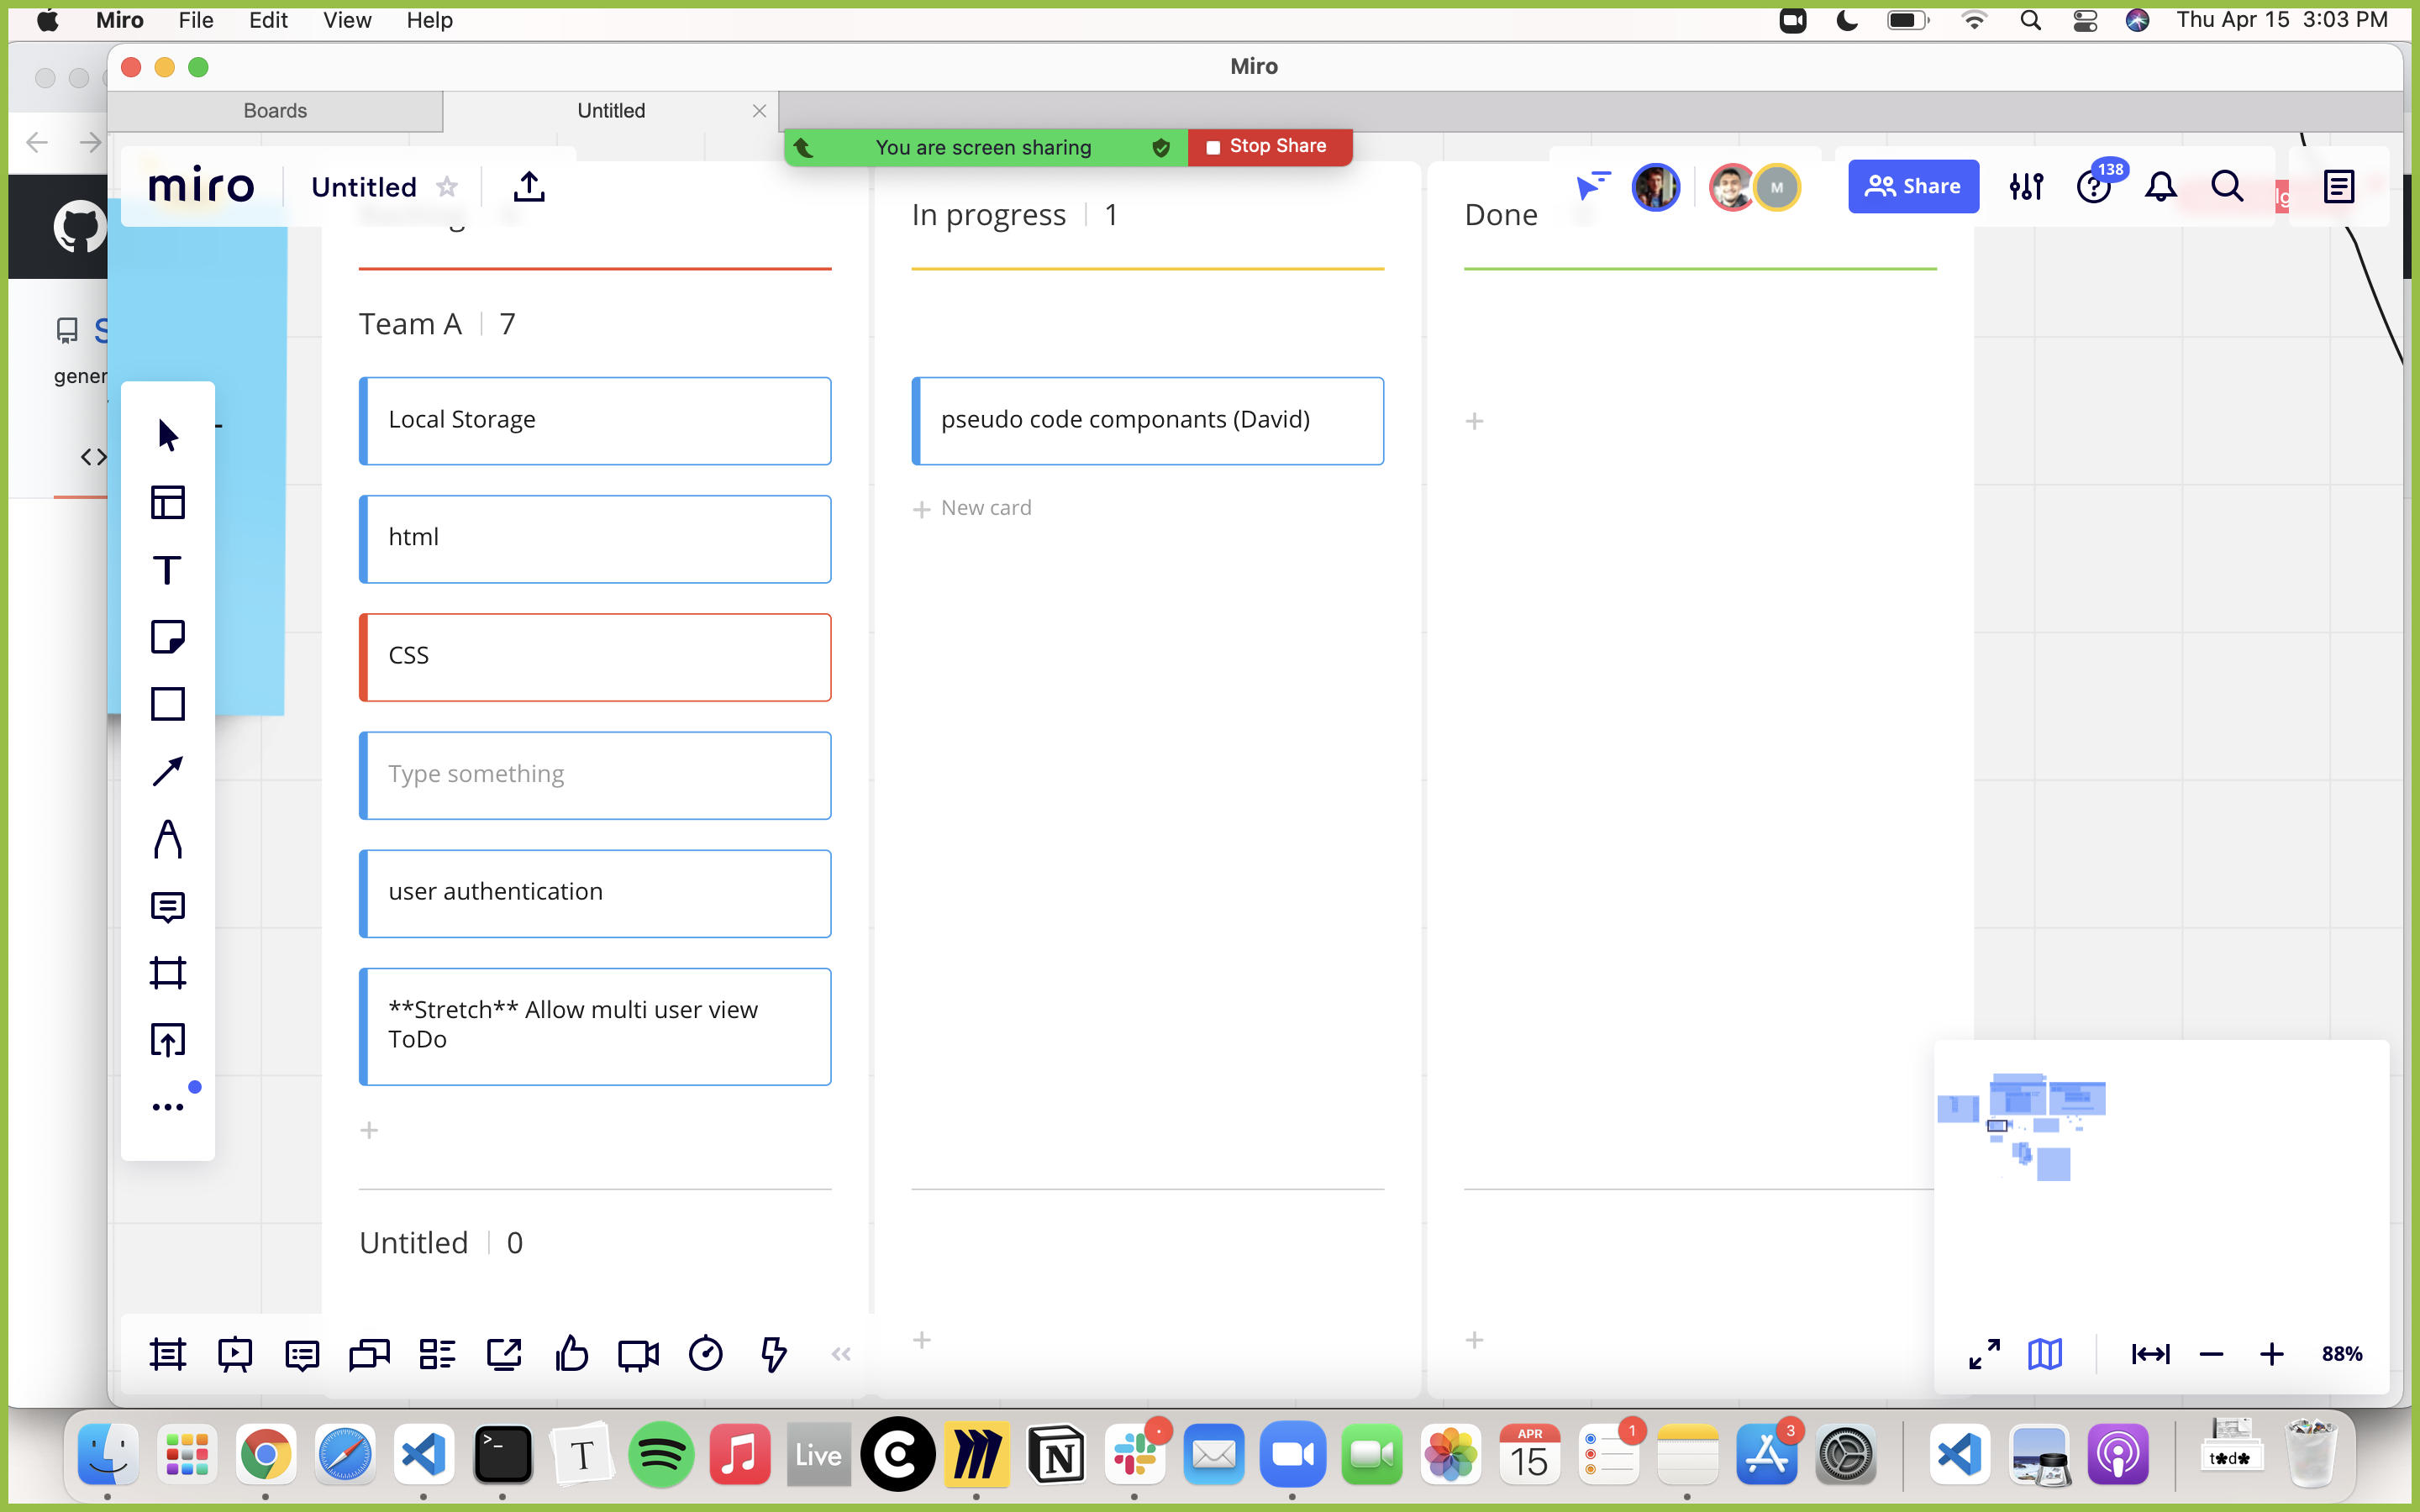 Miro File Edit View Help Thu Apr 15 3:03 PM
Miro
Boards Untitled
You are screen sharing Stop Share
miro Untitled M Share 138
In progress 1 Done
Team A 7
gener
Local Storage pseudo code componants (David)
New card
html
CSS
Type something
user authentication
**Stretch** Allow multi user view
ToDo
Untitled 0
88%
APR
15
T Live 1 3 t*d*